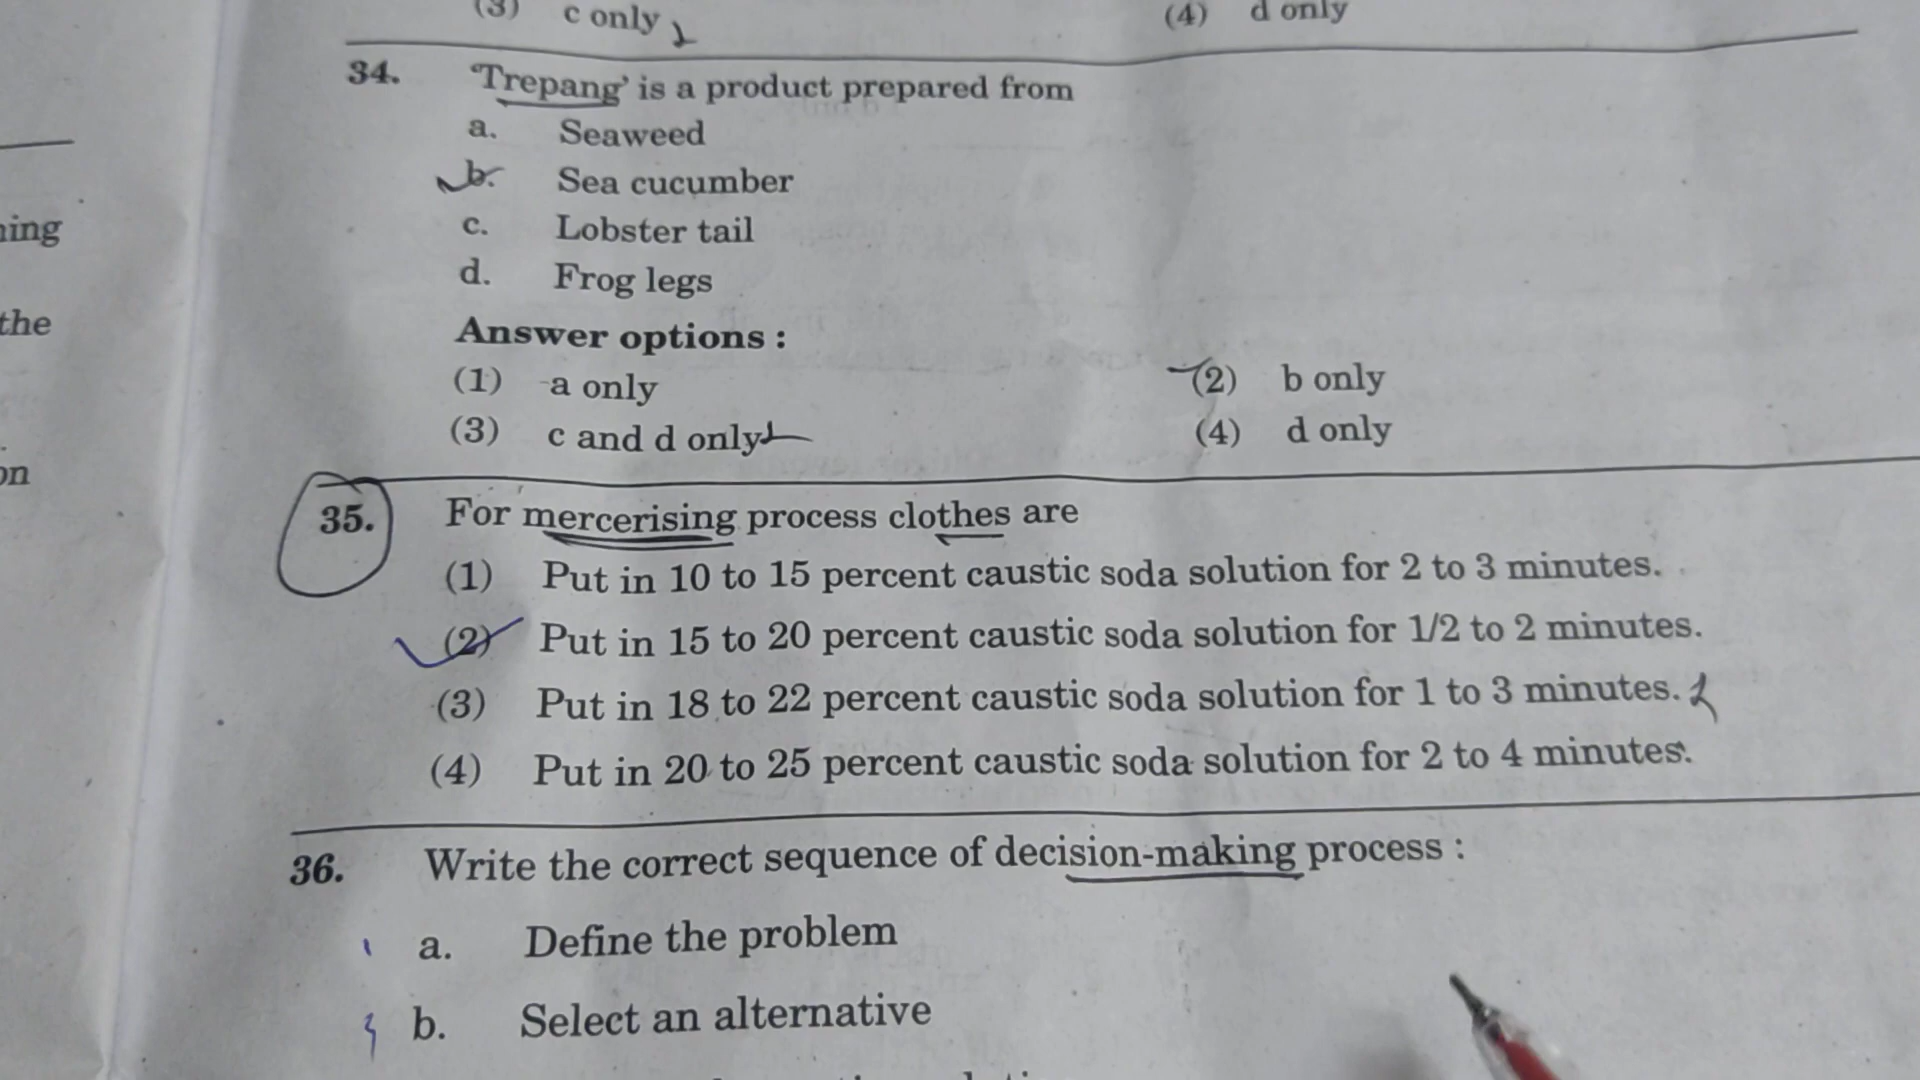 (3) c only (4) d only
34. 'Trepang' is a product prepared from
a. Seaweed
b. Sea cucumber
c. Lobster tail
d. Frog legs
Answer options :
(1) a only (2) b only
(3) c and d only (4) d only
35. For mercerising process clothes are
(1) Put in 10 to 15 percent caustic soda solution for 2 to 3 minutes.
(2) Put in 15 to 20 percent caustic soda solution for 1/2 to 2 minutes.
(3) Put in 18 to 22 percent caustic soda solution for 1 to 3 minutes.
(4) Put in 20 to 25 percent caustic soda solution for 2 to 4 minutes.
36. Write the correct sequence of decision-making process :
a. Define the problem
b. Select an alternative
the